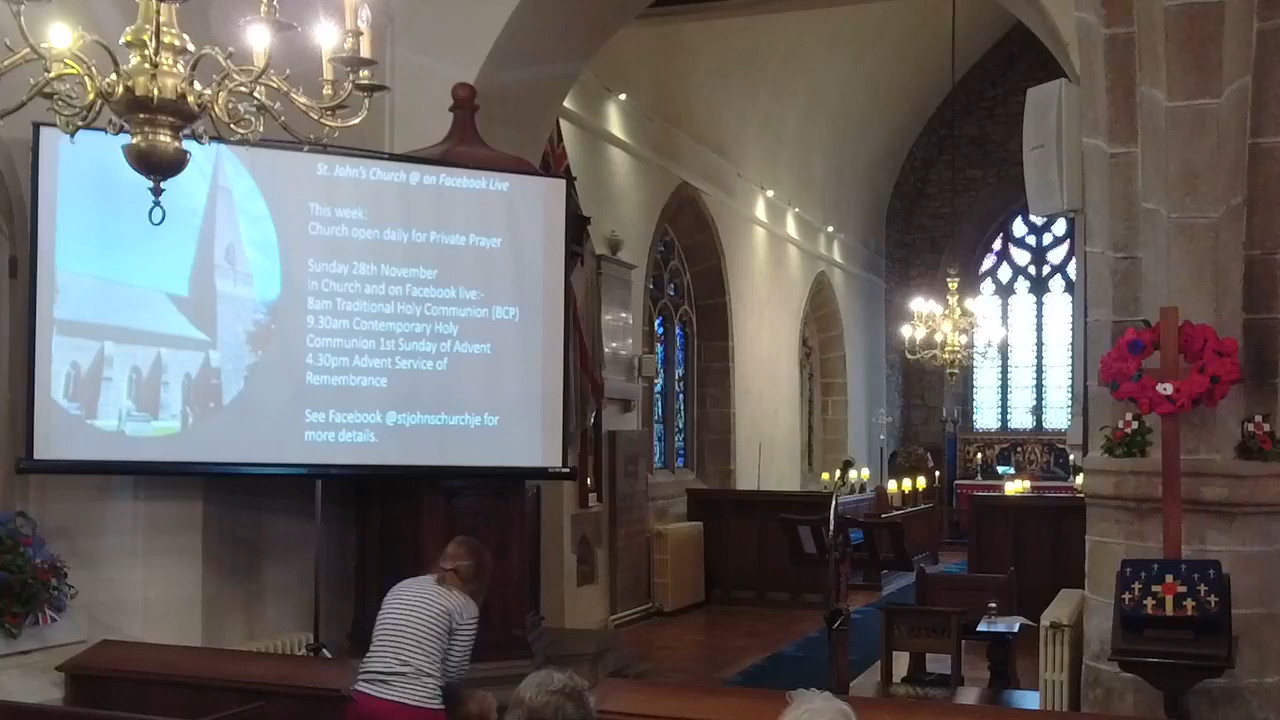 St. John's Church @ on Facebook Live
This week:
Church open daily for Private Prayer
Sunday 28th November
In Church and on Facebook live:-
8am Traditional Holy Communion (BCP)
9.30am Contemporary Holy
Communion 1st Sunday of Advent
4.30pm Advent Service of
Remembrance
See Facebook @stjohnschurchje for
more details.